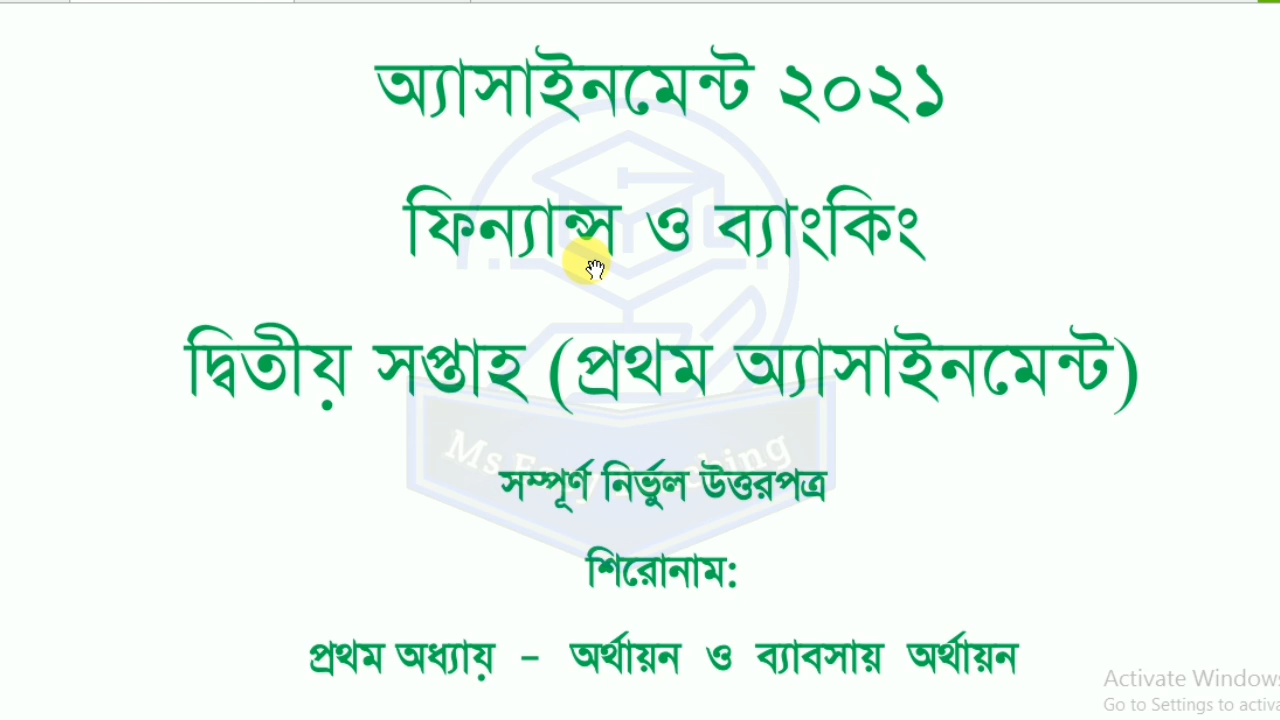 অ্যাসাইনমেন্ট ২০২১
ফিন্যান্স ও ব্যাংকিং
দ্বিতীয় সপ্তাহ (প্রথম অ্যাসাইনমেন্ট)
সম্পূর্ণ নির্ভুল উত্তরপত্র
শিরোনাম:
প্রথম অধ্যায় - অর্থায়ন ও ব্যাবসায় অর্থায়ন
Activate Windows
Go to Settings to activa